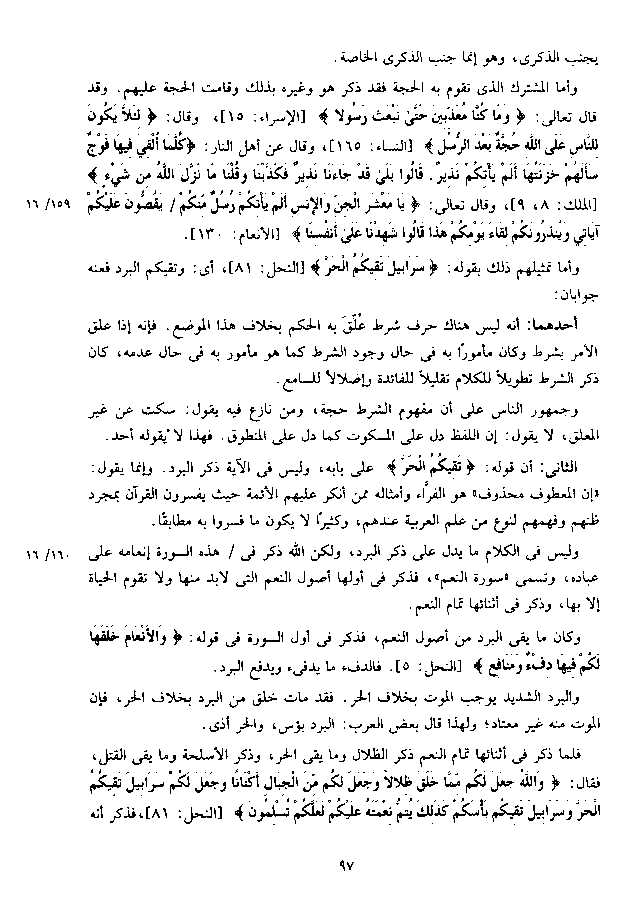 يجنب الذكرى، وهو إنما جنب الذكرى الخاصة.
وأما المشرك الذى تقوم به الحجة فقد ذكر هو وغيره بذلك وقامت الحجة عليهم. وقد
قال تعالى: ﴿ وَمَا كُنَّا مُعَذِّبِينَ حَتَّىٰ نَبْعَثَ رَسُولاً ﴾ [الإسراء: ١٥]، وقال: ﴿ لِئَلاَّ يَكُونَ
لِلنَّاسِ عَلَى اللَّهِ حُجَّةٌ بَعْدَ الرُّسُلِ ﴾ [النساء: ١٦٥]، وقال عن أهل النار: ﴿كُلَّمَا أُلْقِيَ فِيهَا فَوْجٌ
سَأَلَهُمْ خَزَنَتُهَا أَلَمْ يَأْتِكُمْ نَذِيرٌ. قَالُوا بَلَىٰ قَدْ جَاءَنَا نَذِيرٌ فَكَذَّبْنَا وَقُلْنَا مَا نَزَّلَ اللَّهُ مِن شَيْءٍ ﴾
[الملك: ٨، ٩]، وقال تعالى: ﴿ يَا مَعْشَرَ الْجِنِّ وَالإِنسِ أَلَمْ يَأْتِكُمْ رُسُلٌ مِّنكُمْ / يَقُصُّونَ عَلَيْكُمْ ١٦/١٥٩
آيَاتِي وَيُنذِرُونَكُمْ لِقَاءَ يَوْمِكُمْ هَٰذَا قَالُوا شَهِدْنَا عَلَىٰ أَنفُسِنَا ﴾ [الأنعام: ١٣٠].
وأما تمثيلهم ذلك بقوله: ﴿ سَرَابِيلَ تَقِيكُمُ الْحَرَّ ﴾ [النحل: ٨١]، أى: وتقيكم البرد فعنه
جوابان:
أحدهما: أنه ليس هناك حرف شرط عُلِّقَ به الحكم بخلاف هذا الموضع. فإنه إذا علق
الأمر بشرط وكان مأمورًا به فى حال وجود الشرط كما هو مأمور به فى حال عدمه، كان
ذكر الشرط تطويلاً للكلام تقليلاً للفائدة وإضلالاً للسامع.
وجمهور الناس على أن مفهوم الشرط حجة، ومن نازع فيه يقول: سكت عن غير
المعلق، لا يقول: إن اللفظ دل على المسكوت كما دل على المنطوق. فهذا لا يقوله أحد.
الثانى: أن قوله: ﴿ تَقِيكُمُ الْحَرَّ ﴾ على بابه، وليس فى الآية ذكر البرد. وإنما يقول:
«إن المعطوف محذوف» هو الفرَّاء وأمثاله ممن أنكر عليهم الأئمة حيث يفسرون القرآن بمجرد
ظنهم وفهمهم لنوع من علم العربية عندهم، وكثيرًا لا يكون ما فسروا به مطابقًا.
وليس فى الكلام ما يدل على ذكر البرد، ولكن الله ذكر فى / هذه السورة إنعامه على ١٦/١٦٠
عباده، وتسمى «سورة النعم»، فذكر فى أولها أصول النعم التى لابد منها ولا تقوم الحياة
إلا بها، وذكر فى أثنائها تمام النعم.
وكان ما يقى البرد من أصول النعم، فذكر فى أول السورة فى قوله: ﴿ وَالأَنْعَامَ خَلَقَهَا
لَكُمْ فِيهَا دِفْءٌ وَمَنَافِعُ ﴾ [النحل: ٥]. فالدفء ما يدفىء ويدفع البرد.
والبرد الشديد يوجب الموت بخلاف الحر. فقد مات خلق من البرد بخلاف الحر، فإن
الموت منه غير معتاد؛ ولهذا قال بعض العرب: البرد بؤس، والحر أذى.
فلما ذكر فى أثنائها تمام النعم ذكر الظلال وما يقى الحر، وذكر الأسلحة وما يقى القتل،
فقال: ﴿ وَاللَّهُ جَعَلَ لَكُم مِّمَّا خَلَقَ ظِلالاً وَجَعَلَ لَكُم مِّنَ الْجِبَالِ أَكْنَانًا وَجَعَلَ لَكُمْ سَرَابِيلَ تَقِيكُمُ
الْحَرَّ وَسَرَابِيلَ تَقِيكُم بَأْسَكُمْ كَذَٰلِكَ يُتِمُّ نِعْمَتَهُ عَلَيْكُمْ لَعَلَّكُمْ تُسْلِمُونَ ﴾ [النحل: ٨١]،فذكر أنه
٩٧